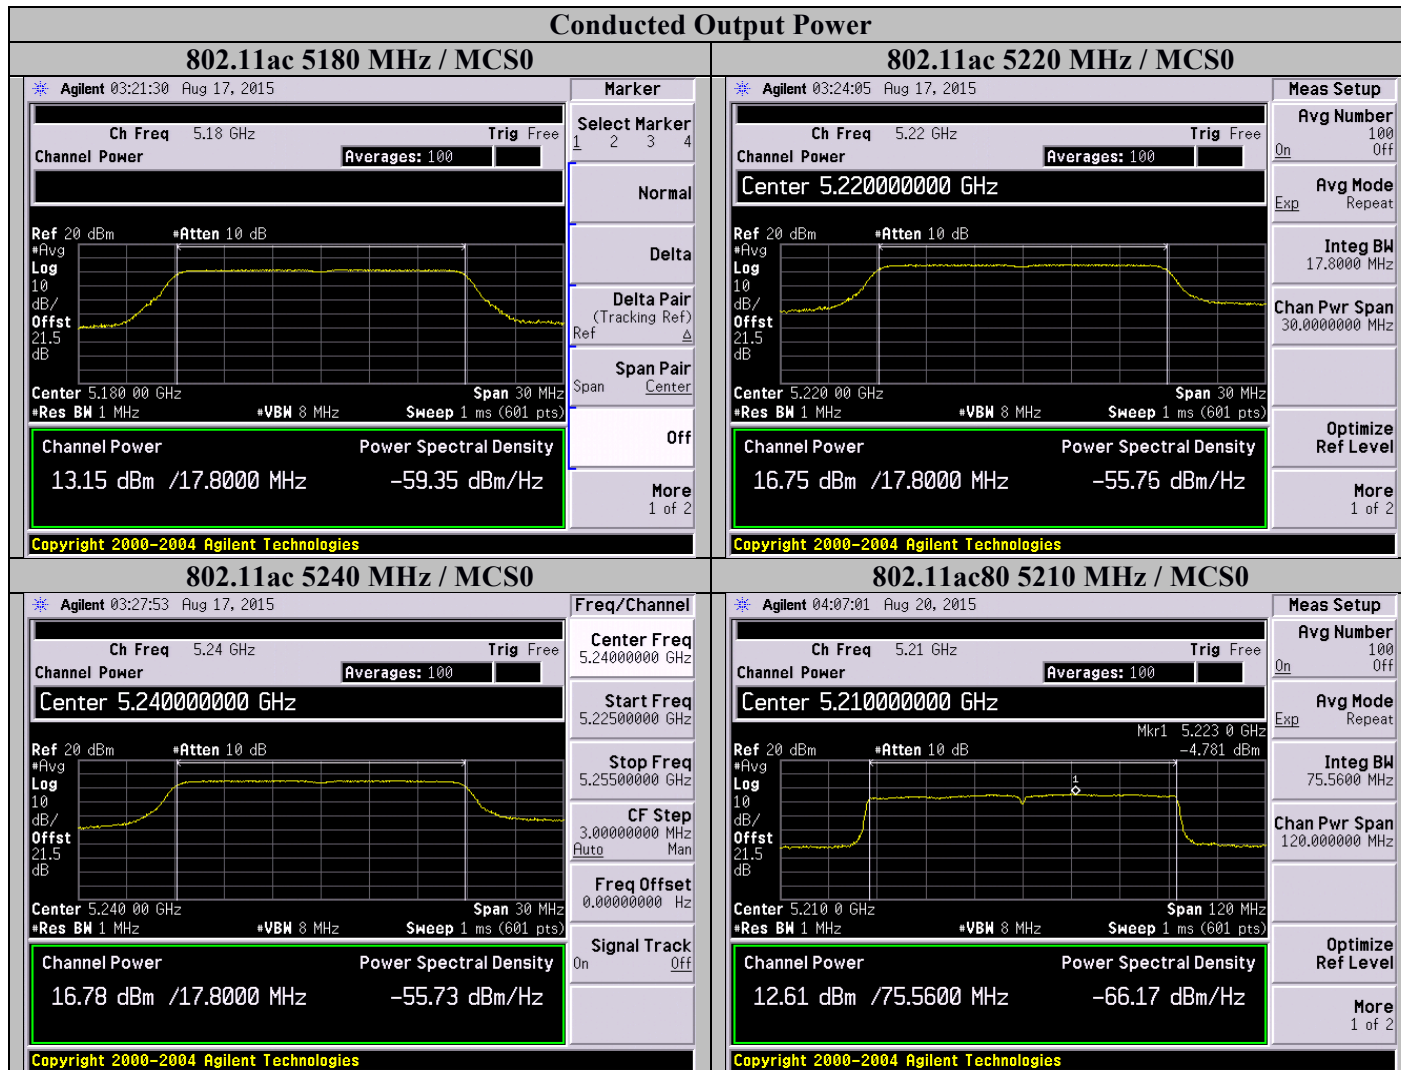 Conducted Output Power
802.11ac 5180 MHz / MCS0
Agilent 03:21:30 Aug 17, 2015
Marker
Ch Freq 5.18 GHz Trig Free
Channel Power Averages: 100
Ref 20 dBm #Atten 10 dB
#Avg
Log
10
dB/
Offst
21.5
dB
Center 5.180 00 GHz Span 30 MHz
#Res BW 1 MHz #VBW 8 MHz Sweep 1 ms (601 pts)
Channel Power Power Spectral Density
13.15 dBm /17.8000 MHz -59.35 dBm/Hz
Copyright 2000-2004 Agilent Technologies
Select Marker
1 2 3 4
Normal
Delta
Delta Pair
(Tracking Ref)
Ref Δ
Span Pair
Span Center
Off
More
1 of 2
802.11ac 5220 MHz / MCS0
Agilent 03:24:05 Aug 17, 2015
Meas Setup
Ch Freq 5.22 GHz Trig Free
Channel Power Averages: 100
Center 5.220000000 GHz
Ref 20 dBm #Atten 10 dB
#Avg
Log
10
dB/
Offst
21.5
dB
Center 5.220 00 GHz Span 30 MHz
#Res BW 1 MHz #VBW 8 MHz Sweep 1 ms (601 pts)
Channel Power Power Spectral Density
16.75 dBm /17.8000 MHz -55.75 dBm/Hz
Copyright 2000-2004 Agilent Technologies
Avg Number
100
On Off
Avg Mode
Exp Repeat
Integ BW
17.8000 MHz
Chan Pwr Span
30.0000000 MHz
Optimize
Ref Level
More
1 of 2
802.11ac 5240 MHz / MCS0
Agilent 03:27:53 Aug 17, 2015
Freq/Channel
Ch Freq 5.24 GHz Trig Free
Channel Power Averages: 100
Center 5.240000000 GHz
Ref 20 dBm #Atten 10 dB
#Avg
Log
10
dB/
Offst
21.5
dB
Center 5.240 00 GHz Span 30 MHz
#Res BW 1 MHz #VBW 8 MHz Sweep 1 ms (601 pts)
Channel Power Power Spectral Density
16.78 dBm /17.8000 MHz -55.73 dBm/Hz
Copyright 2000-2004 Agilent Technologies
Center Freq
5.24000000 GHz
Start Freq
5.22500000 GHz
Stop Freq
5.25500000 GHz
CF Step
3.00000000 MHz
Auto Man
Freq Offset
0.00000000 Hz
Signal Track
On Off
802.11ac80 5210 MHz / MCS0
Agilent 04:07:01 Aug 20, 2015
Meas Setup
Ch Freq 5.21 GHz Trig Free
Channel Power Averages: 100
Center 5.210000000 GHz
Mkr1 5.223 0 GHz
Ref 20 dBm #Atten 10 dB -4.781 dBm
#Avg
Log
10
dB/
Offst
21.5
dB
1
Center 5.210 0 GHz Span 120 MHz
#Res BW 1 MHz #VBW 8 MHz Sweep 1 ms (601 pts)
Channel Power Power Spectral Density
12.61 dBm /75.5600 MHz -66.17 dBm/Hz
Copyright 2000-2004 Agilent Technologies
Avg Number
100
On Off
Avg Mode
Exp Repeat
Integ BW
75.5600 MHz
Chan Pwr Span
120.000000 MHz
Optimize
Ref Level
More
1 of 2